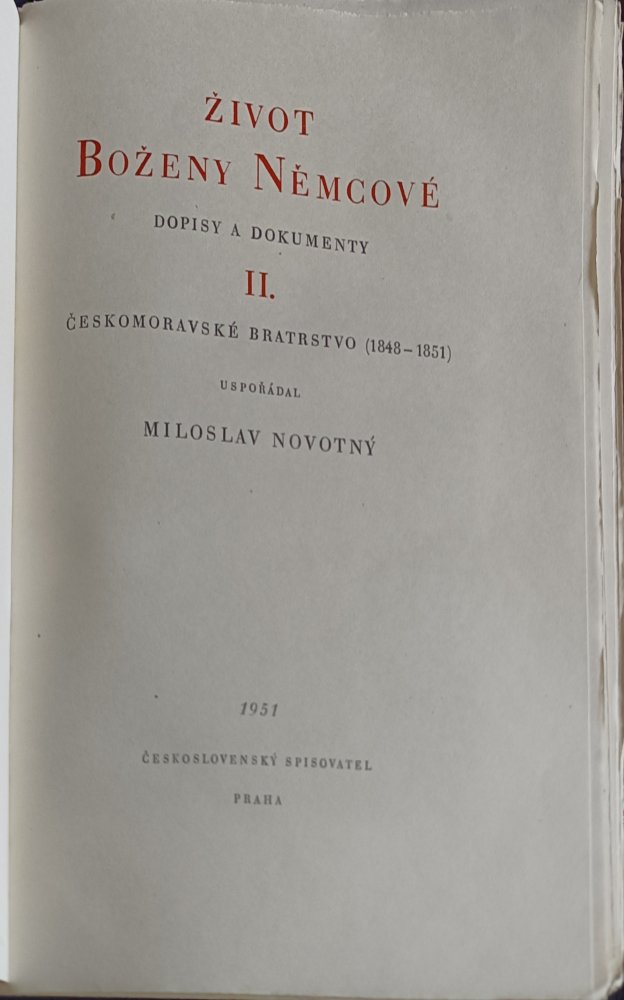 ŽIVOT
BOŽENY NĚMCOVÉ
DOPISY A DOKUMENTY
II.
ČESKOMORAVSKÉ BRATRSTVO (1848–1851)
USPOŘÁDAL
MILOSLAV NOVOTNÝ
1951
ČESKOSLOVENSKÝ SPISOVATEL
PRAHA